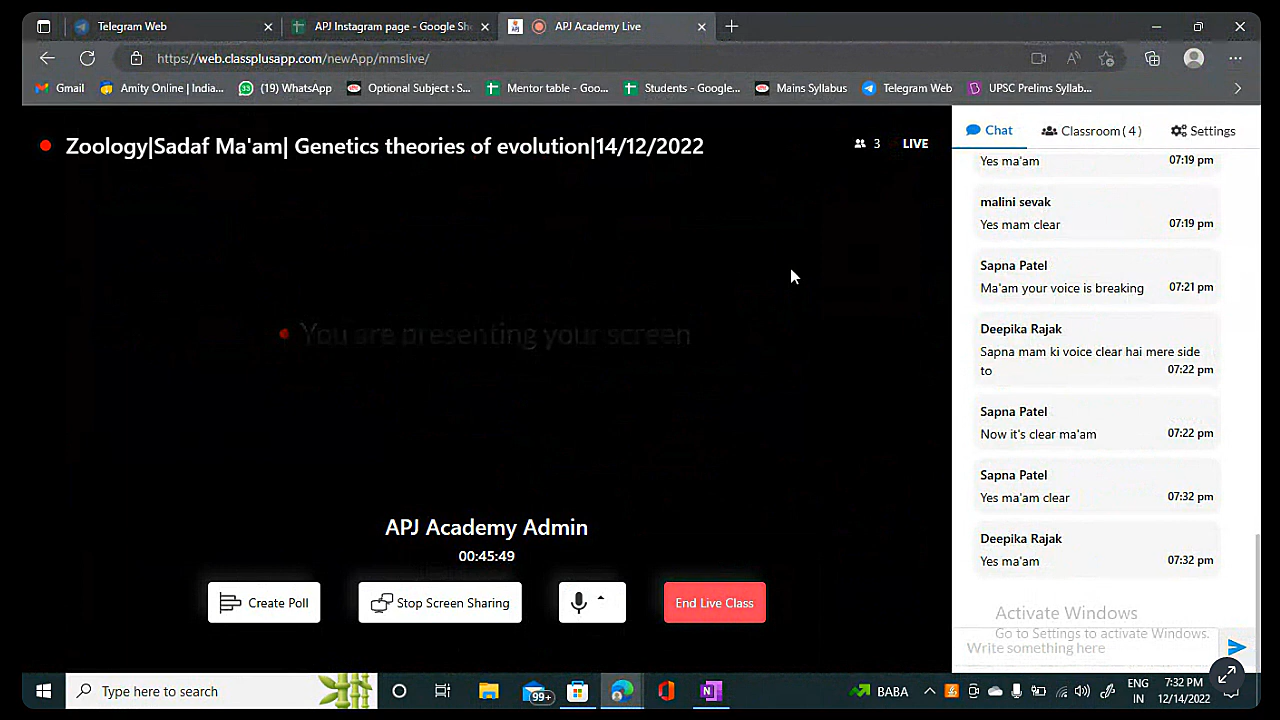 Telegram Web
APJ Instagram page - Google She
APJ Academy Live
https://web.classplusapp.com/newApp/mmslive/
Gmail
Amity Online | India...
(19) WhatsApp
Optional Subject : S...
Mentor table - Goo...
Students - Google...
Mains Syllabus
Telegram Web
UPSC Prelims Syllab...
Zoology|Sadaf Ma'am| Genetics theories of evolution|14/12/2022
3 LIVE
You are presenting your screen
APJ Academy Admin
00:45:49
Create Poll
Stop Screen Sharing
End Live Class
Chat
Classroom ( 4 )
Settings
Yes ma'am 07:19 pm
malini sevak
Yes mam clear 07:19 pm
Sapna Patel
Ma'am your voice is breaking 07:21 pm
Deepika Rajak
Sapna mam ki voice clear hai mere side
to 07:22 pm
Sapna Patel
Now it's clear ma'am 07:22 pm
Sapna Patel
Yes ma'am clear 07:32 pm
Deepika Rajak
Yes ma'am 07:32 pm
Activate Windows
Go to Settings to activate Windows.
Write something here
Type here to search
99+
BABA
ENG
IN
7:32 PM
12/14/2022